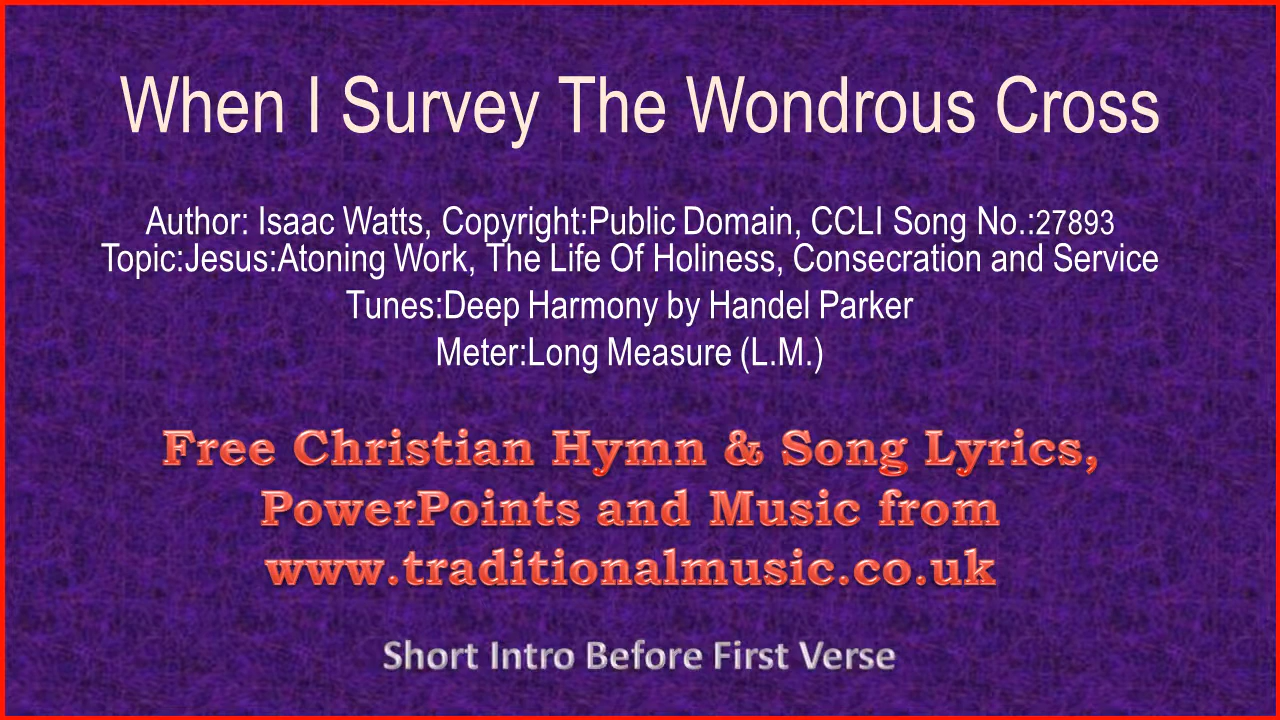 When I Survey The Wondrous Cross
Author: Isaac Watts, Copyright:Public Domain, CCLI Song No.:27893
Topic:Jesus:Atoning Work, The Life Of Holiness, Consecration and Service
Tunes:Deep Harmony by Handel Parker
Meter:Long Measure (L.M.)
Free Christian Hymn & Song Lyrics,
PowerPoints and Music from
www.traditionalmusic.co.uk
Short Intro Before First Verse